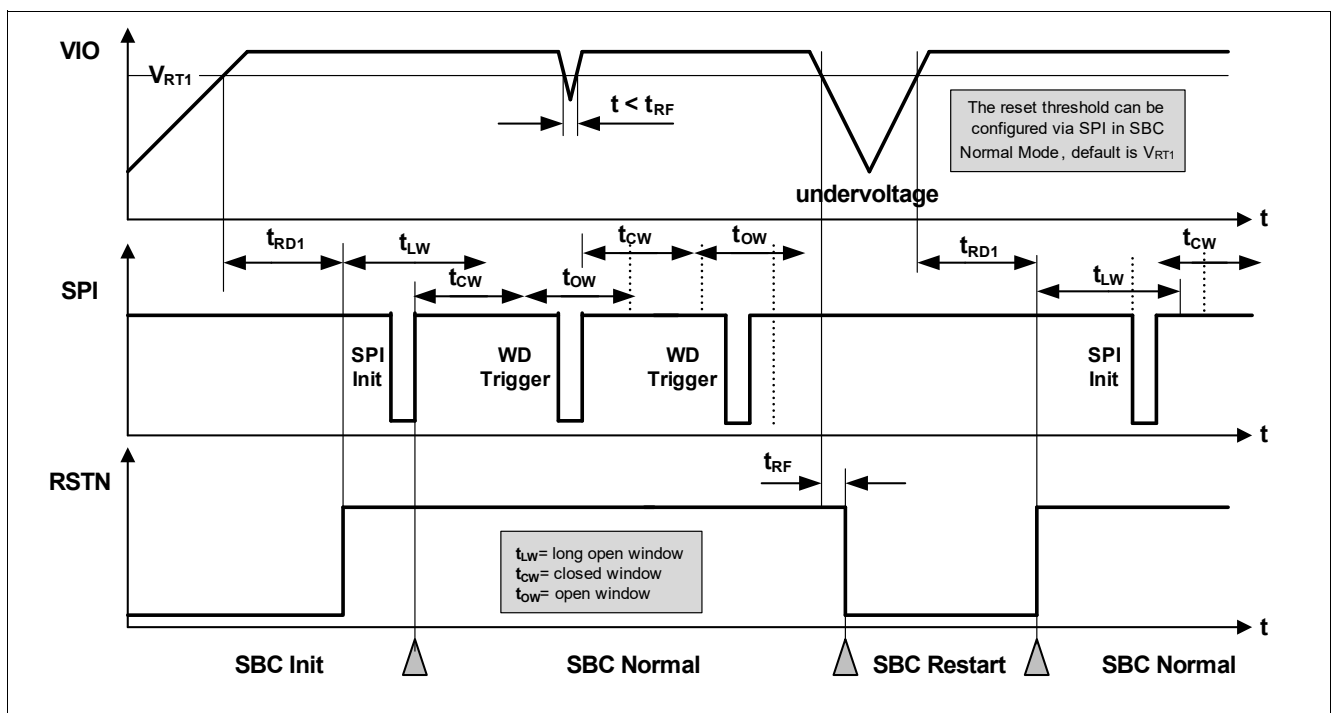 VIO
VRT1
t < tRF
The reset threshold can be
configured via SPI in SBC
Normal Mode, default is VRT1
undervoltage
t
tRD1
tLW
tCW
tOW
tRD1
tCW
SPI
tCW
tOW
tLW
SPI
Init
WD
Trigger
WD
Trigger
SPI
Init
t
RSTN
tRF
tLW= long open window
tCW= closed window
tOW= open window
t
SBC Init
SBC Normal
SBC Restart
SBC Normal